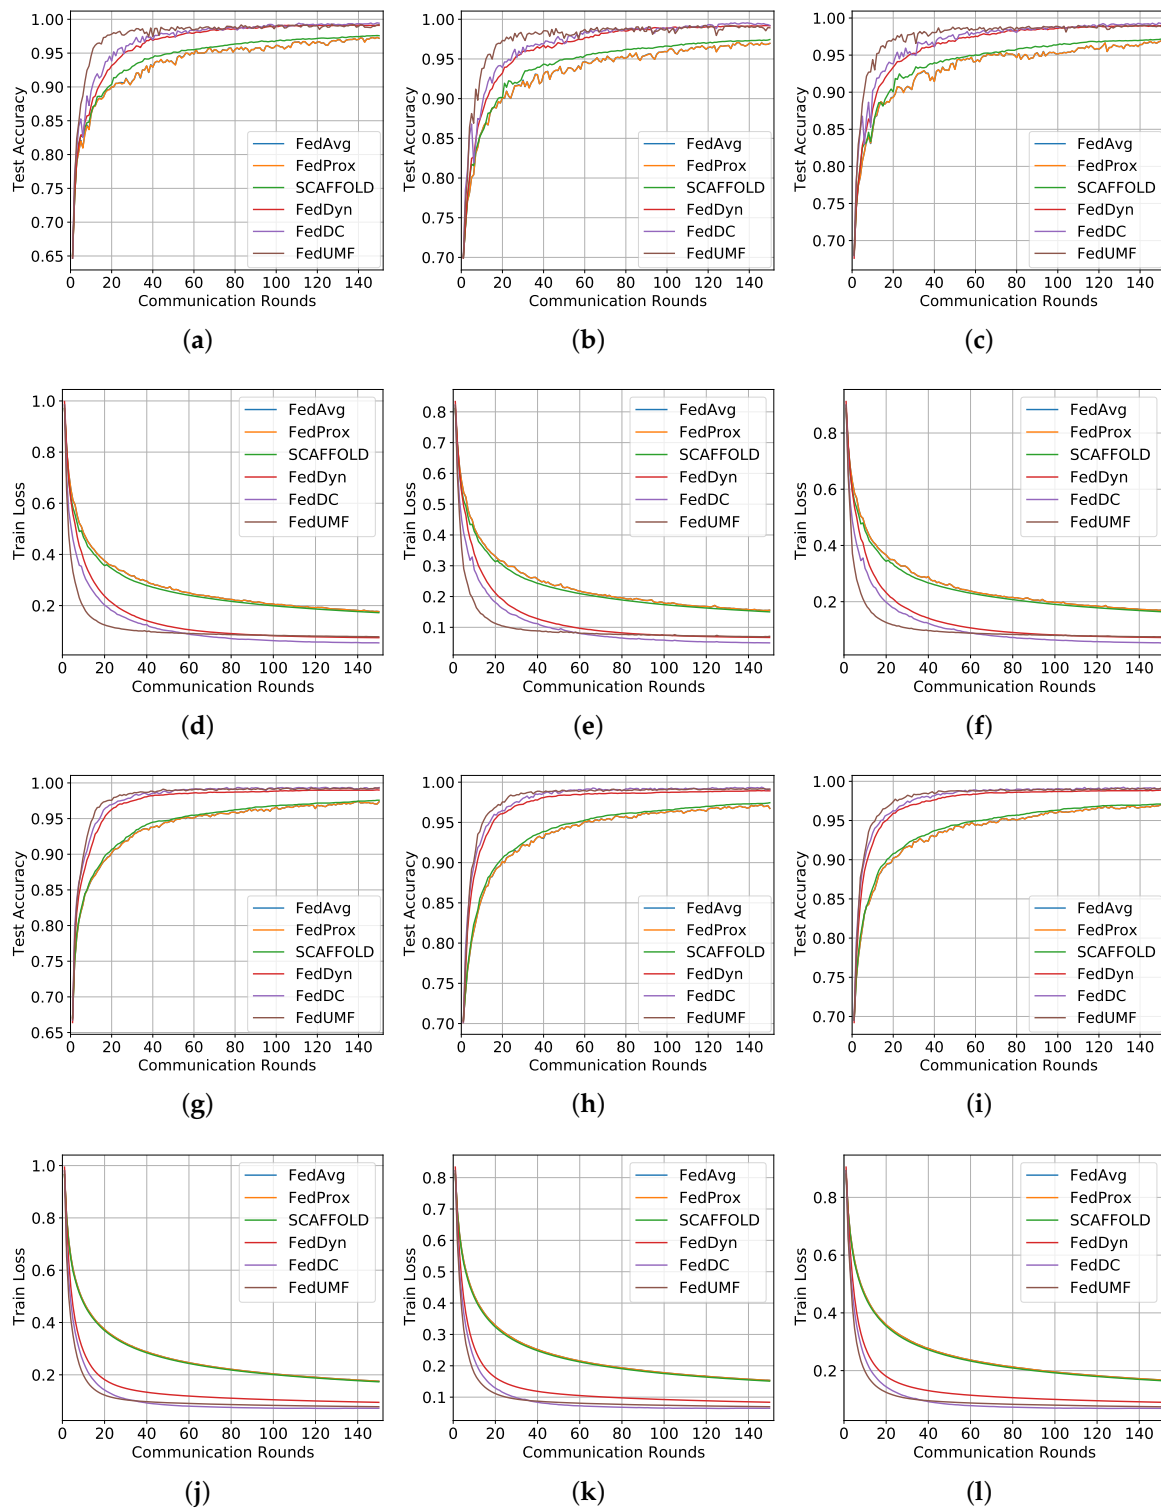 1.00
0.95
0.90
0.85
0.80
0.75
0.70
0.65
Test Accuracy
0 20 40 60 80 100 120 140
Communication Rounds
FedAvg
FedProx
SCAFFOLD
FedDyn
FedDC
FedUMF
(a)
1.00
0.95
0.90
0.85
0.80
0.75
0.70
Test Accuracy
0 20 40 60 80 100 120 140
Communication Rounds
FedAvg
FedProx
SCAFFOLD
FedDyn
FedDC
FedUMF
(b)
1.00
0.95
0.90
0.85
0.80
0.75
0.70
Test Accuracy
0 20 40 60 80 100 120 140
Communication Rounds
FedAvg
FedProx
SCAFFOLD
FedDyn
FedDC
FedUMF
(c)
1.0
0.8
0.6
0.4
0.2
Train Loss
0 20 40 60 80 100 120 140
Communication Rounds
FedAvg
FedProx
SCAFFOLD
FedDyn
FedDC
FedUMF
(d)
0.8
0.7
0.6
0.5
0.4
0.3
0.2
0.1
Train Loss
0 20 40 60 80 100 120 140
Communication Rounds
FedAvg
FedProx
SCAFFOLD
FedDyn
FedDC
FedUMF
(e)
0.8
0.6
0.4
0.2
Train Loss
0 20 40 60 80 100 120 140
Communication Rounds
FedAvg
FedProx
SCAFFOLD
FedDyn
FedDC
FedUMF
(f)
1.00
0.95
0.90
0.85
0.80
0.75
0.70
0.65
Test Accuracy
0 20 40 60 80 100 120 140
Communication Rounds
FedAvg
FedProx
SCAFFOLD
FedDyn
FedDC
FedUMF
(g)
1.00
0.95
0.90
0.85
0.80
0.75
0.70
Test Accuracy
0 20 40 60 80 100 120 140
Communication Rounds
FedAvg
FedProx
SCAFFOLD
FedDyn
FedDC
FedUMF
(h)
1.00
0.95
0.90
0.85
0.80
0.75
0.70
Test Accuracy
0 20 40 60 80 100 120 140
Communication Rounds
FedAvg
FedProx
SCAFFOLD
FedDyn
FedDC
FedUMF
(i)
1.0
0.8
0.6
0.4
0.2
Train Loss
0 20 40 60 80 100 120 140
Communication Rounds
FedAvg
FedProx
SCAFFOLD
FedDyn
FedDC
FedUMF
(j)
0.8
0.7
0.6
0.5
0.4
0.3
0.2
0.1
Train Loss
0 20 40 60 80 100 120 140
Communication Rounds
FedAvg
FedProx
SCAFFOLD
FedDyn
FedDC
FedUMF
(k)
0.8
0.6
0.4
0.2
Train Loss
0 20 40 60 80 100 120 140
Communication Rounds
FedAvg
FedProx
SCAFFOLD
FedDyn
FedDC
FedUMF
(l)